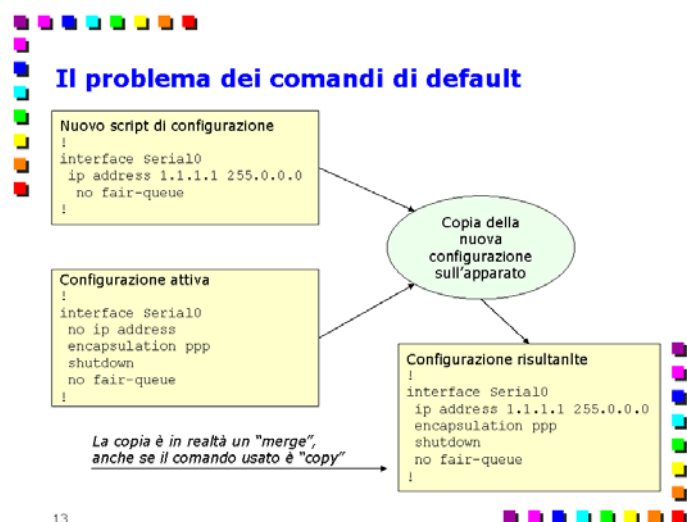 Il problema dei comandi di default
Nuovo script di configurazione
!
interface Serial0
ip address 1.1.1.1 255.0.0.0
no fair-queue
!
Copia della
nuova
configurazione
sull'apparato
Configurazione attiva
!
interface Serial0
no ip address
encapsulation ppp
shutdown
no fair-queue
!
Configurazione risultanlte
!
interface Serial0
ip address 1.1.1.1 255.0.0.0
encapsulation ppp
shutdown
no fair-queue
!
La copia è in realtà un "merge",
anche se il comando usato è "copy"
13